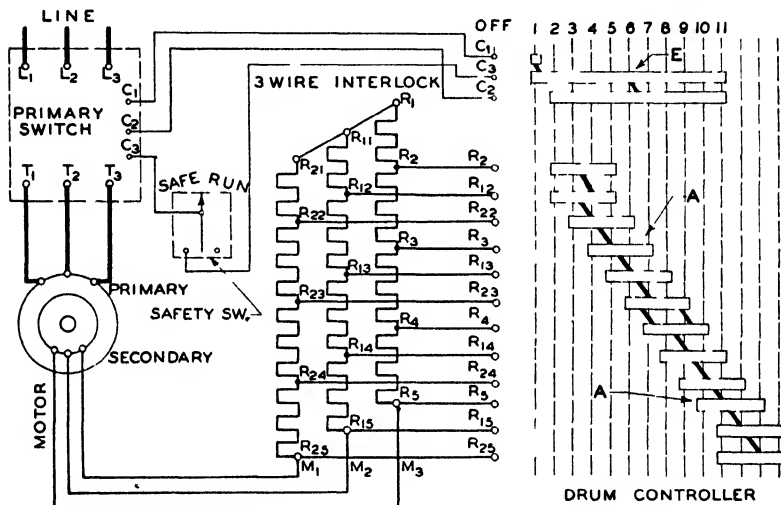 LINE
L1 L2 L3
C1
PRIMARY SWITCH
C2
C3
T1 T2 T3
SAFE RUN
SAFETY SW.
PRIMARY
SECONDARY
MOTOR
3 WIRE INTERLOCK
R1
R11
R21
R2
R12
R22
R3
R13
R23
R4
R14
R24
R5
R15
R25
M1 M2 M3
OFF
C1
C3
C2
R2
R12
R22
R3
R13
R23
R4
R14
R24
R5
R15
R25
1 2 3 4 5 6 7 8 9 10 11
E
A
A
DRUM CONTROLLER